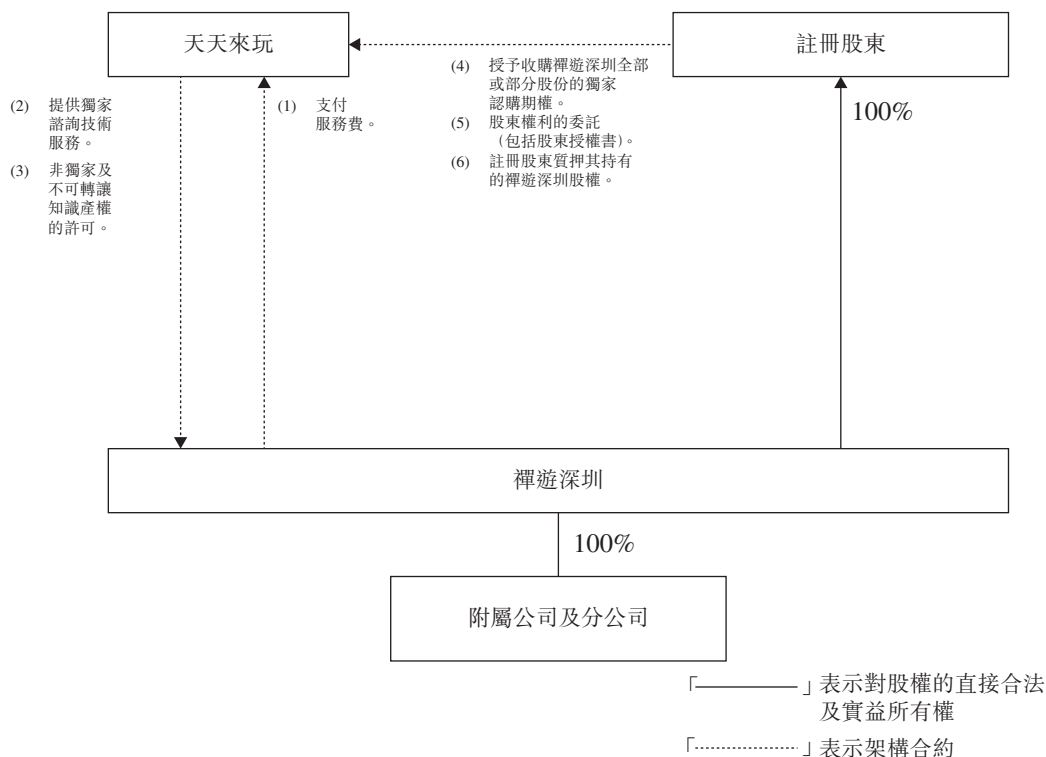 天天來玩
註冊股東
(4) 授予收購禪遊深圳全部
或部分股份的獨家
認購期權。
(5) 股東權利的委託
（包括股東授權書）。
(6) 註冊股東質押其持有
的禪遊深圳股權。
100%
(2) 提供獨家
諮詢技術
服務。
(3) 非獨家及
不可轉讓
知識產權
的許可。
(1) 支付
服務費。
禪遊深圳
100%
附屬公司及分公司
「——」表示對股權的直接合法
及實益所有權
「………」表示架構合約